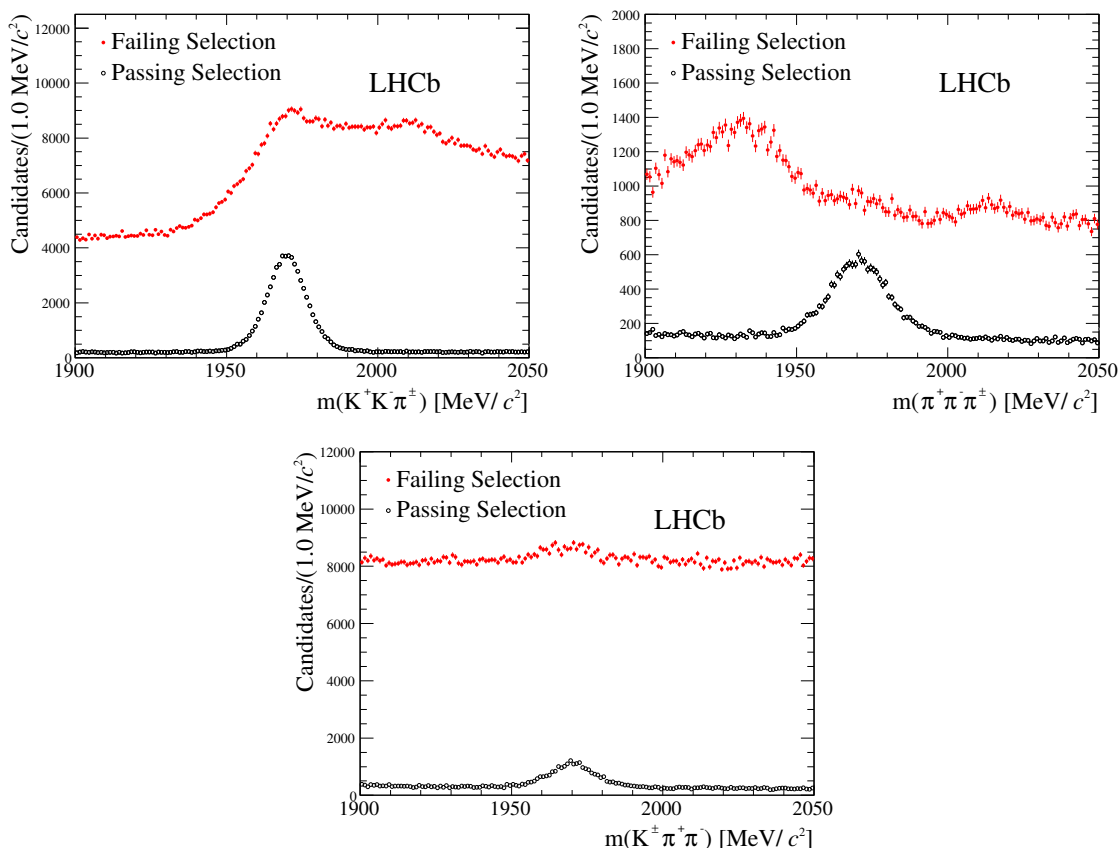 Candidates/(1.0 MeV/c²)
12000
10000
8000
6000
4000
2000
0
Failing Selection
Passing Selection
LHCb
1900 1950 2000 2050
m(K⁺K⁻π±) [MeV/c²]
Candidates/(1.0 MeV/c²)
2000
1800
1600
1400
1200
1000
800
600
400
200
0
Failing Selection
Passing Selection
LHCb
1900 1950 2000 2050
m(π⁺π⁻π±) [MeV/c²]
Candidates/(1.0 MeV/c²)
12000
10000
8000
6000
4000
2000
0
Failing Selection
Passing Selection
LHCb
1900 1950 2000 2050
m(K±π⁺π⁻) [MeV/c²]